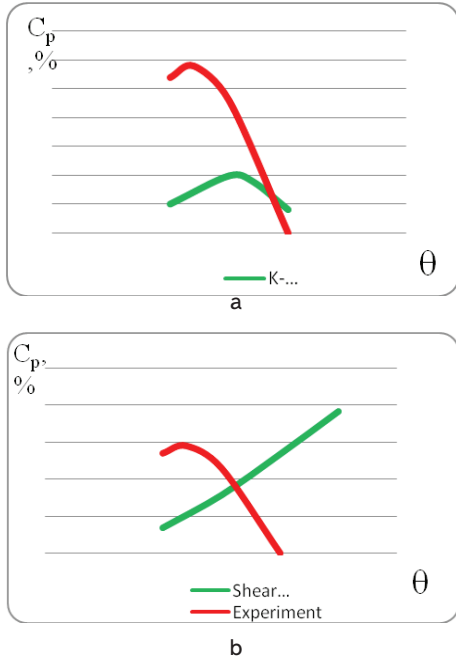 Cp
,%
θ
K-...
a
Cp,
%
θ
Shear...
Experiment
b